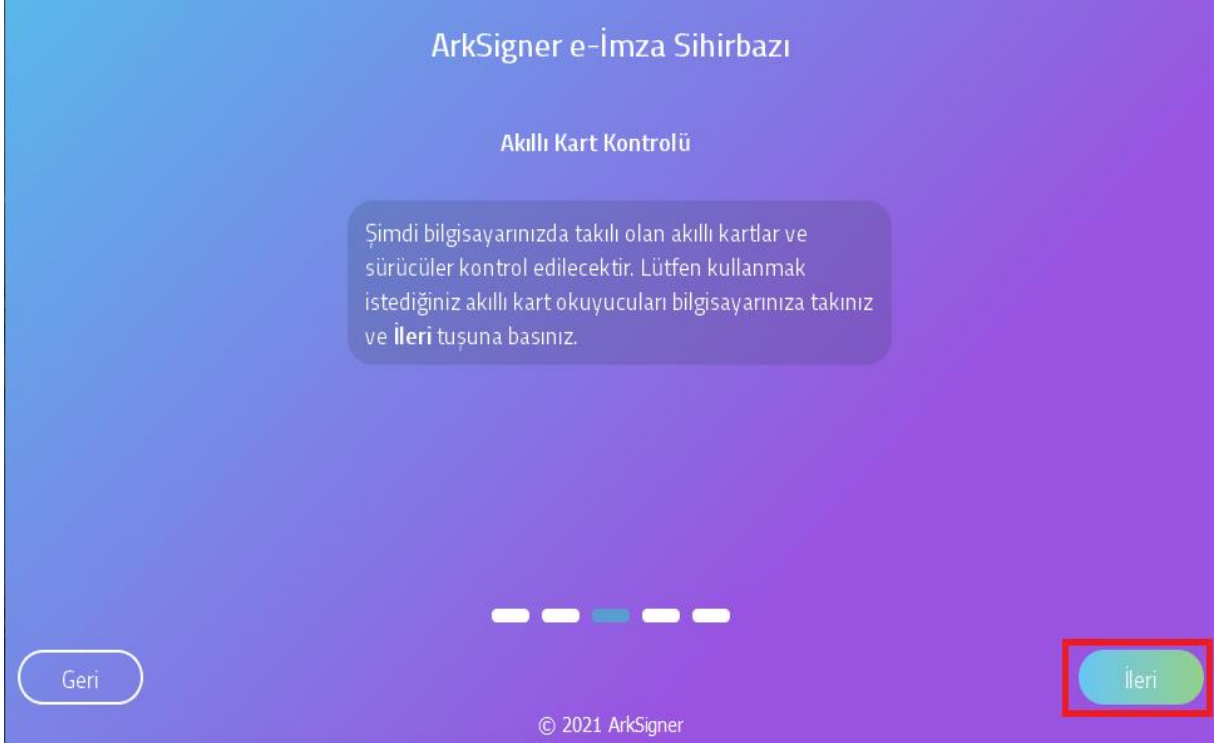 ArkSigner e-İmza Sihirbazı
Akıllı Kart Kontrolü
Şimdi bilgisayarınızda takılı olan akıllı kartlar ve
sürücüler kontrol edilecektir. Lütfen kullanmak
istediğiniz akıllı kart okuyucuları bilgisayarınıza takınız
ve İleri tuşuna basınız.
Geri
İleri
© 2021 ArkSigner